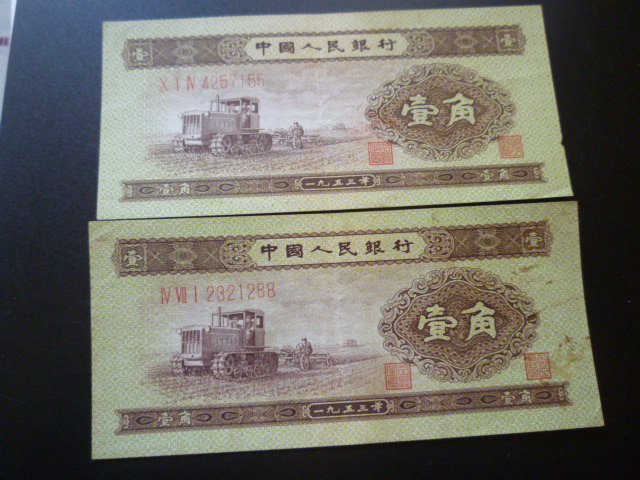 壹 中國人民銀行 壹
X I IV 4257155
壹角
壹角 一九五三年 壹角
壹 中國人民銀行 壹
IV VII I 2321288
壹角
壹角 一九五三年 壹角